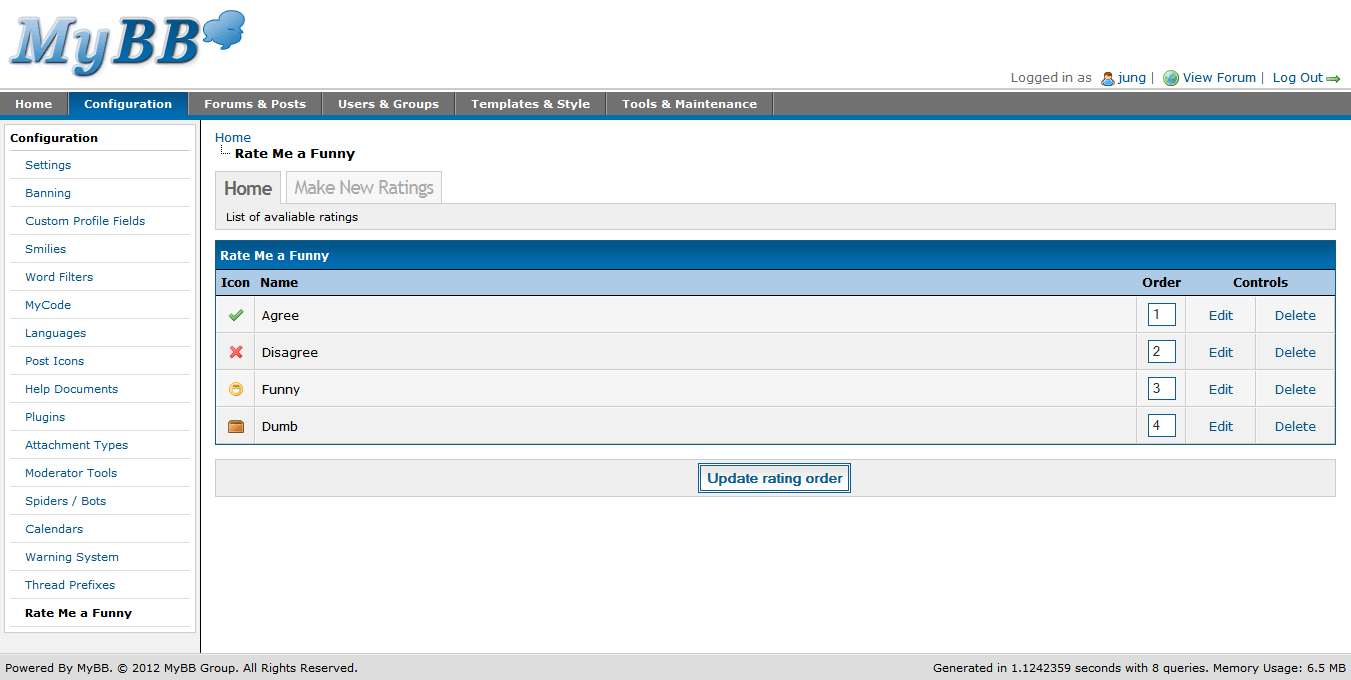 MyBB
Logged in as jung | View Forum | Log Out
Home Configuration Forums & Posts Users & Groups Templates & Style Tools & Maintenance
Configuration
Settings
Banning
Custom Profile Fields
Smilies
Word Filters
MyCode
Languages
Post Icons
Help Documents
Plugins
Attachment Types
Moderator Tools
Spiders / Bots
Calendars
Warning System
Thread Prefixes
Rate Me a Funny
Home
Rate Me a Funny
Home Make New Ratings
List of avaliable ratings
Rate Me a Funny
Icon Name Order Controls
Agree 1 Edit Delete
Disagree 2 Edit Delete
Funny 3 Edit Delete
Dumb 4 Edit Delete
Update rating order
Powered By MyBB. © 2012 MyBB Group. All Rights Reserved. Generated in 1.1242359 seconds with 8 queries. Memory Usage: 6.5 MB